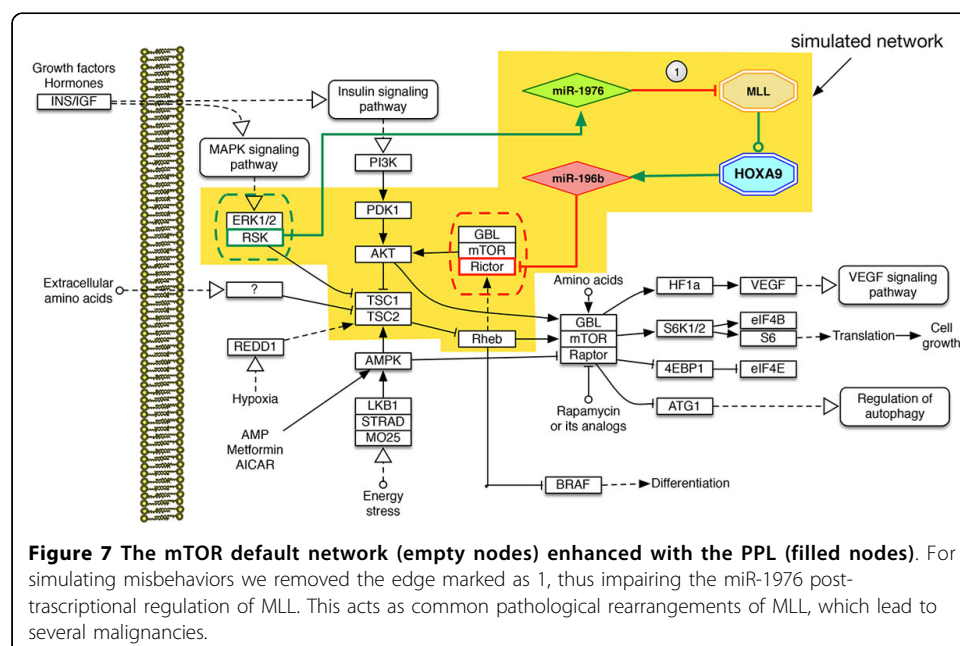 simulated network
Growth factors
Hormones
INS/IGF
Insulin signaling
pathway
MAPK signaling
pathway
miR-1976
1
MLL
miR-196b
HOXA9
PI3K
PDK1
AKT
ERK1/2
RSK
GBL
mTOR
Rictor
Extracellular
amino acids
?
TSC1
TSC2
Rheb
REDD1
Hypoxia
AMPK
AMP
Metformin
AICAR
LKB1
STRAD
MO25
Energy
stress
Amino acids
GBL
mTOR
Raptor
Rapamycin
or its analogs
HF1a
VEGF
VEGF signaling
pathway
S6K1/2
eIF4B
S6
Translation
Cell
growth
4EBP1
eIF4E
ATG1
Regulation of
autophagy
BRAF
Differentiation
Figure 7 The mTOR default network (empty nodes) enhanced with the PPL (filled nodes). For
simulating misbehaviors we removed the edge marked as 1, thus impairing the miR-1976 post-
trascriptional regulation of MLL. This acts as common pathological rearrangements of MLL, which lead to
several malignancies.